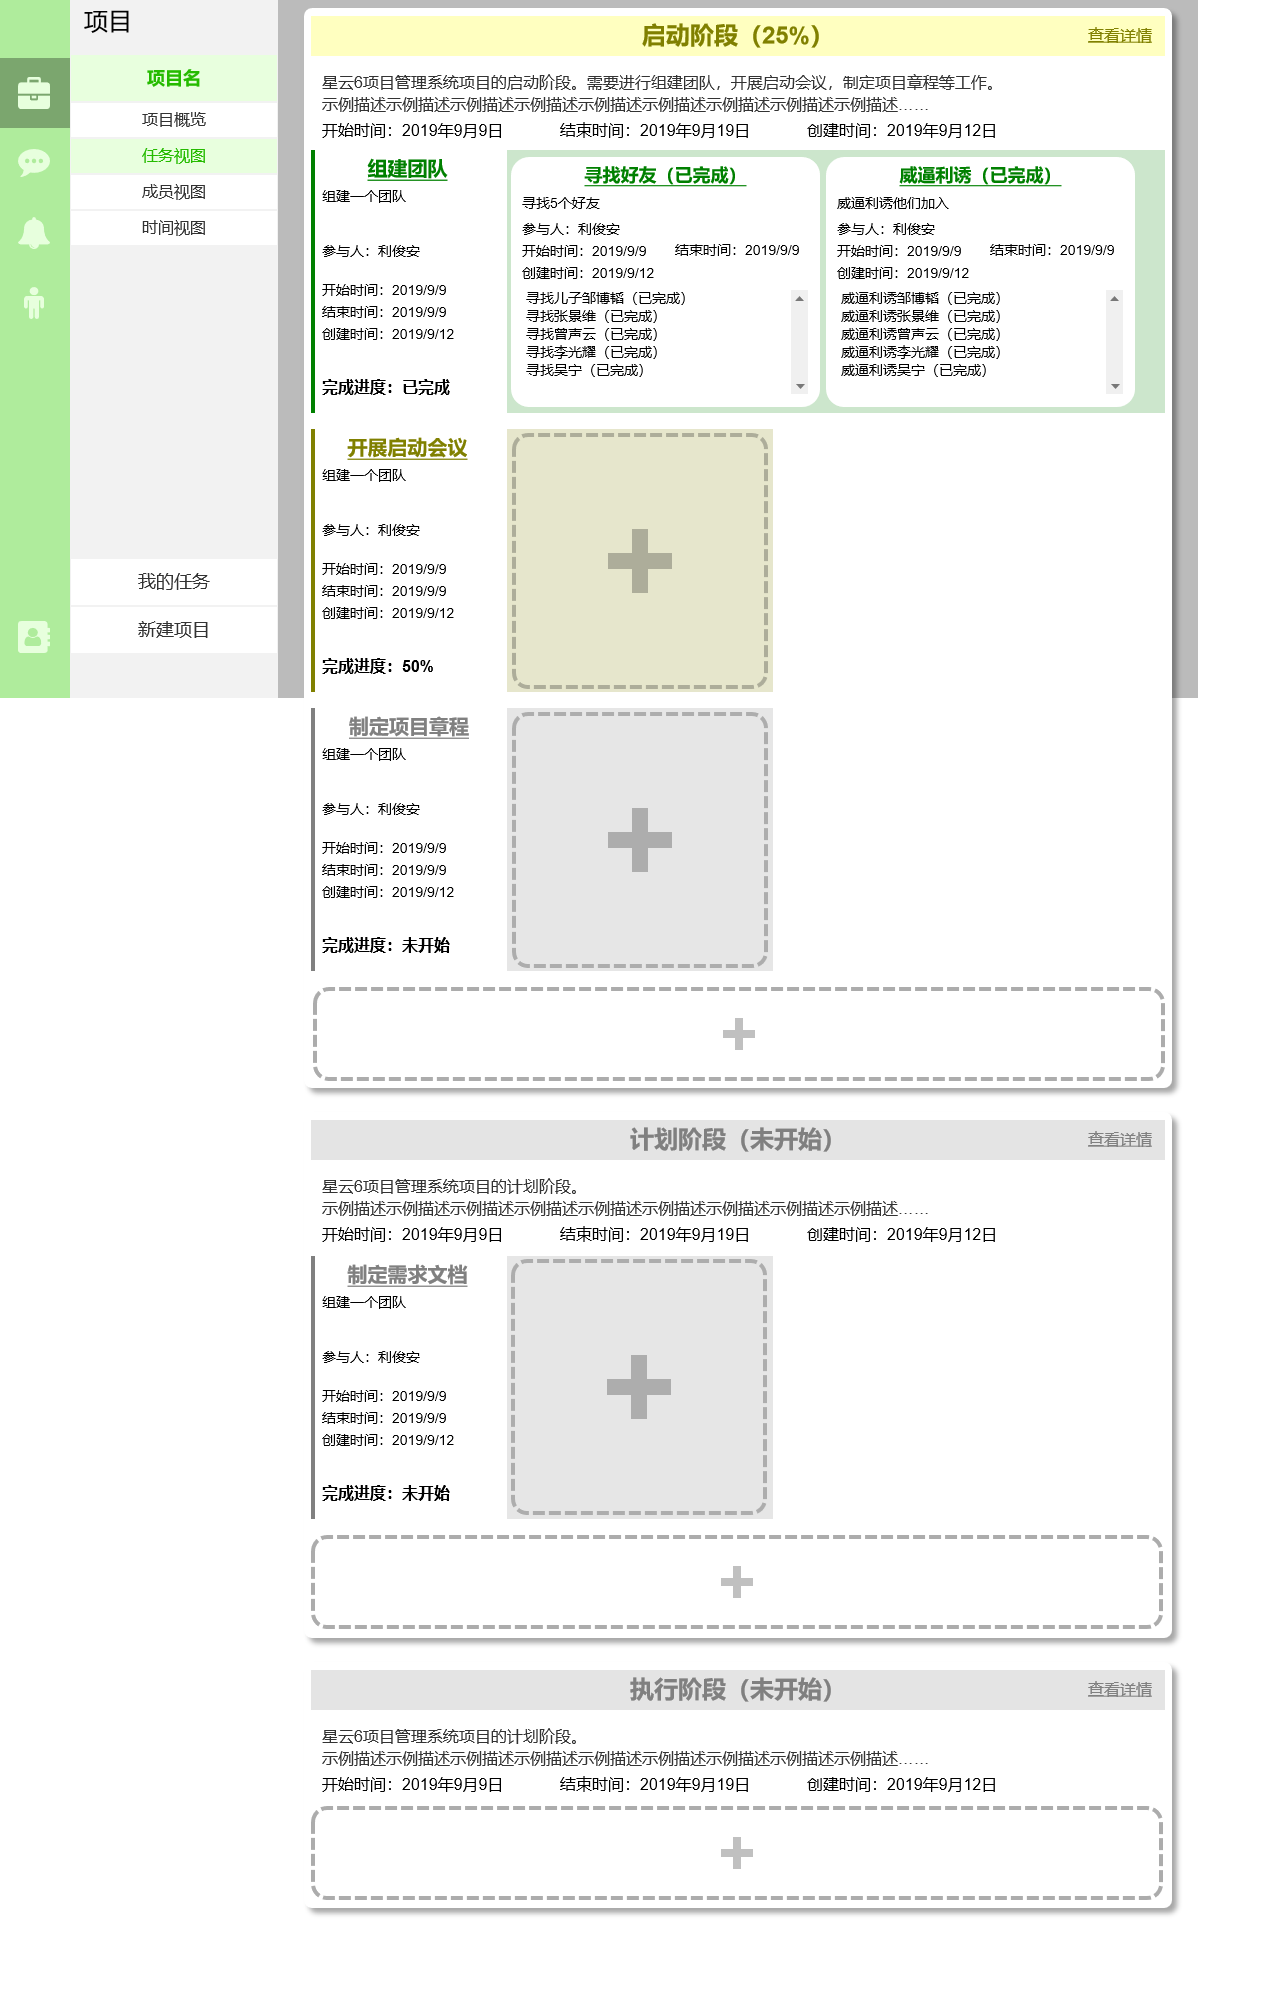 项目
项目名
项目概览
任务视图
成员视图
时间视图
我的任务
新建项目
启动阶段（25%）
查看详情
星云6项目管理系统项目的启动阶段。需要进行组建团队，开展启动会议，制定项目章程等工作。
示例描述示例描述示例描述示例描述示例描述示例描述示例描述示例描述示例描述……
开始时间：2019年9月9日 结束时间：2019年9月19日 创建时间：2019年9月12日
组建团队
组建一个团队
参与人：利俊安
开始时间：2019/9/9
结束时间：2019/9/9
创建时间：2019/9/12
完成进度：已完成
寻找好友（已完成）
寻找5个好友
参与人：利俊安
开始时间：2019/9/9 结束时间：2019/9/9
创建时间：2019/9/12
寻找儿子邹博韬（已完成）
寻找张景维（已完成）
寻找曾声云（已完成）
寻找李光耀（已完成）
寻找吴宁（已完成）
威逼利诱（已完成）
威逼利诱他们加入
参与人：利俊安
开始时间：2019/9/9 结束时间：2019/9/9
创建时间：2019/9/12
威逼利诱邹博韬（已完成）
威逼利诱张景维（已完成）
威逼利诱曾声云（已完成）
威逼利诱李光耀（已完成）
威逼利诱吴宁（已完成）
开展启动会议
组建一个团队
参与人：利俊安
开始时间：2019/9/9
结束时间：2019/9/9
创建时间：2019/9/12
完成进度：50%
制定项目章程
组建一个团队
参与人：利俊安
开始时间：2019/9/9
结束时间：2019/9/9
创建时间：2019/9/12
完成进度：未开始
计划阶段（未开始）
查看详情
星云6项目管理系统项目的计划阶段。
示例描述示例描述示例描述示例描述示例描述示例描述示例描述示例描述示例描述……
开始时间：2019年9月9日 结束时间：2019年9月19日 创建时间：2019年9月12日
制定需求文档
组建一个团队
参与人：利俊安
开始时间：2019/9/9
结束时间：2019/9/9
创建时间：2019/9/12
完成进度：未开始
执行阶段（未开始）
查看详情
星云6项目管理系统项目的计划阶段。
示例描述示例描述示例描述示例描述示例描述示例描述示例描述示例描述示例描述……
开始时间：2019年9月9日 结束时间：2019年9月19日 创建时间：2019年9月12日